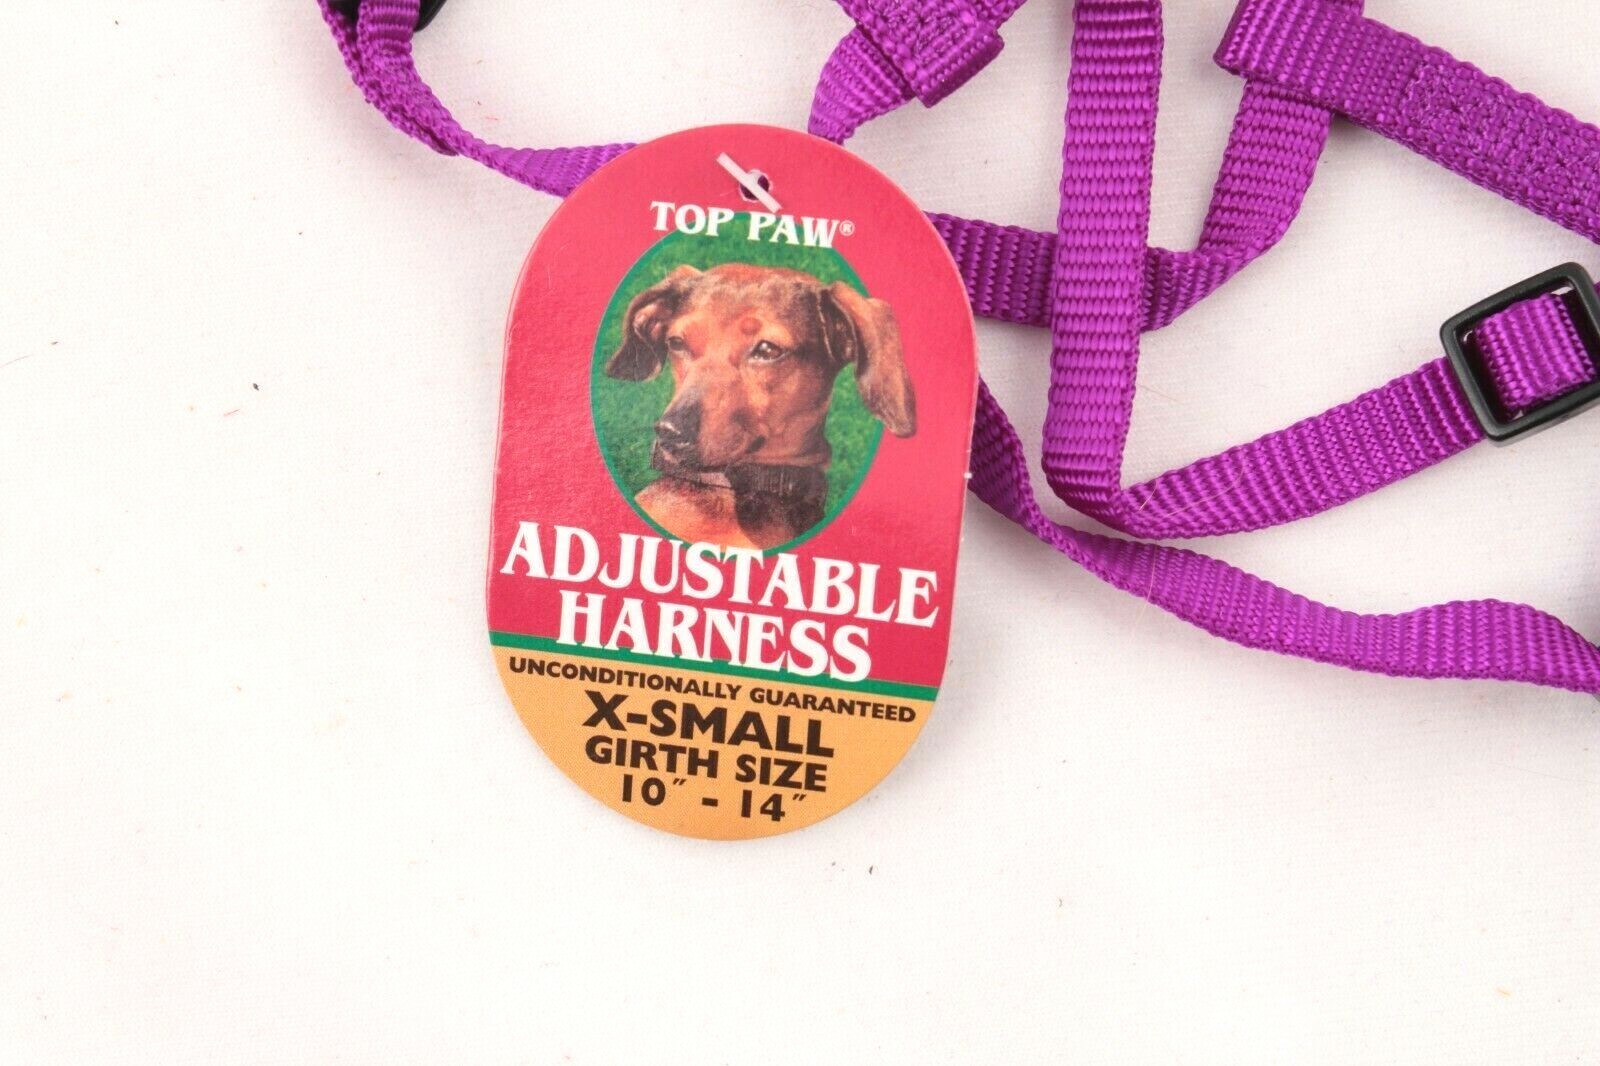 TOP PAW®
ADJUSTABLE
HARNESS
UNCONDITIONALLY GUARANTEED
X-SMALL
GIRTH SIZE
10" - 14"